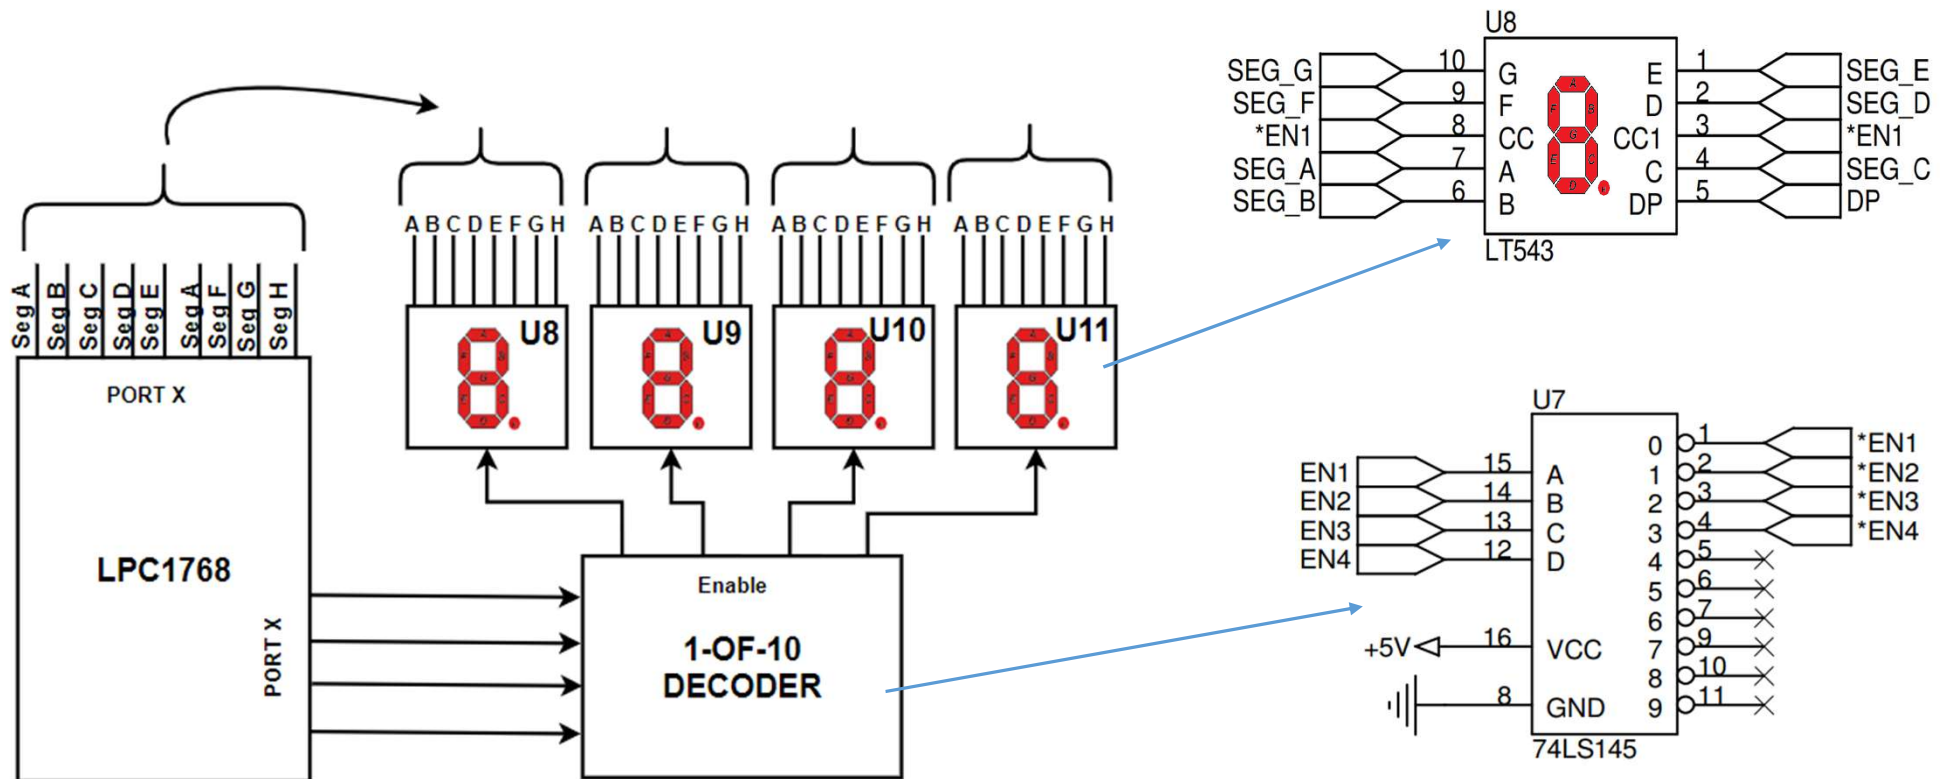 Seg A
Seg B
Seg C
Seg D
Seg E
Seg A
Seg F
Seg G
Seg H
PORT X
LPC1768
PORT X
A B C D E F G H
A B C D E F G H
A B C D E F G H
A B C D E F G H
U8
U9
U10
U11
Enable
1-OF-10
DECODER
U8
SEG_G 10 G E 1 SEG_E
SEG_F 9 F D 2 SEG_D
*EN1 8 CC CC1 3 *EN1
SEG_A 7 A C 4 SEG_C
SEG_B 6 B DP 5 DP
LT543
U7
0 1 *EN1
EN1 15 A 1 2 *EN2
EN2 14 B 2 3 *EN3
EN3 13 C 3 4 *EN4
EN4 12 D 4 5
5 6
6 7
+5V 16 VCC 7 9
8 10
8 GND 9 11
74LS145